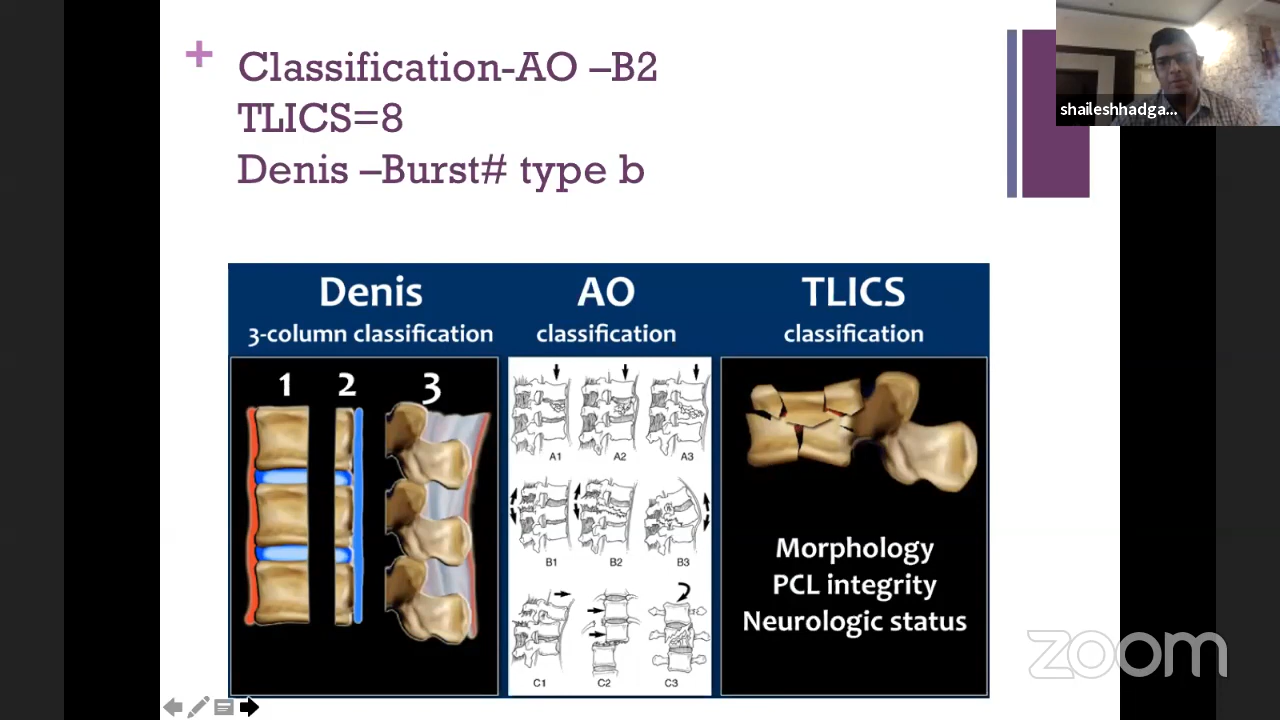 + Classification-AO –B2
TLICS=8
Denis –Burst# type b
shaileshhadga...
Denis
3-column classification
AO
classification
TLICS
classification
1 2 3
A1 A2 A3
B1 B2 B3
C1 C2 C3
Morphology
PCL integrity
Neurologic status
zoom